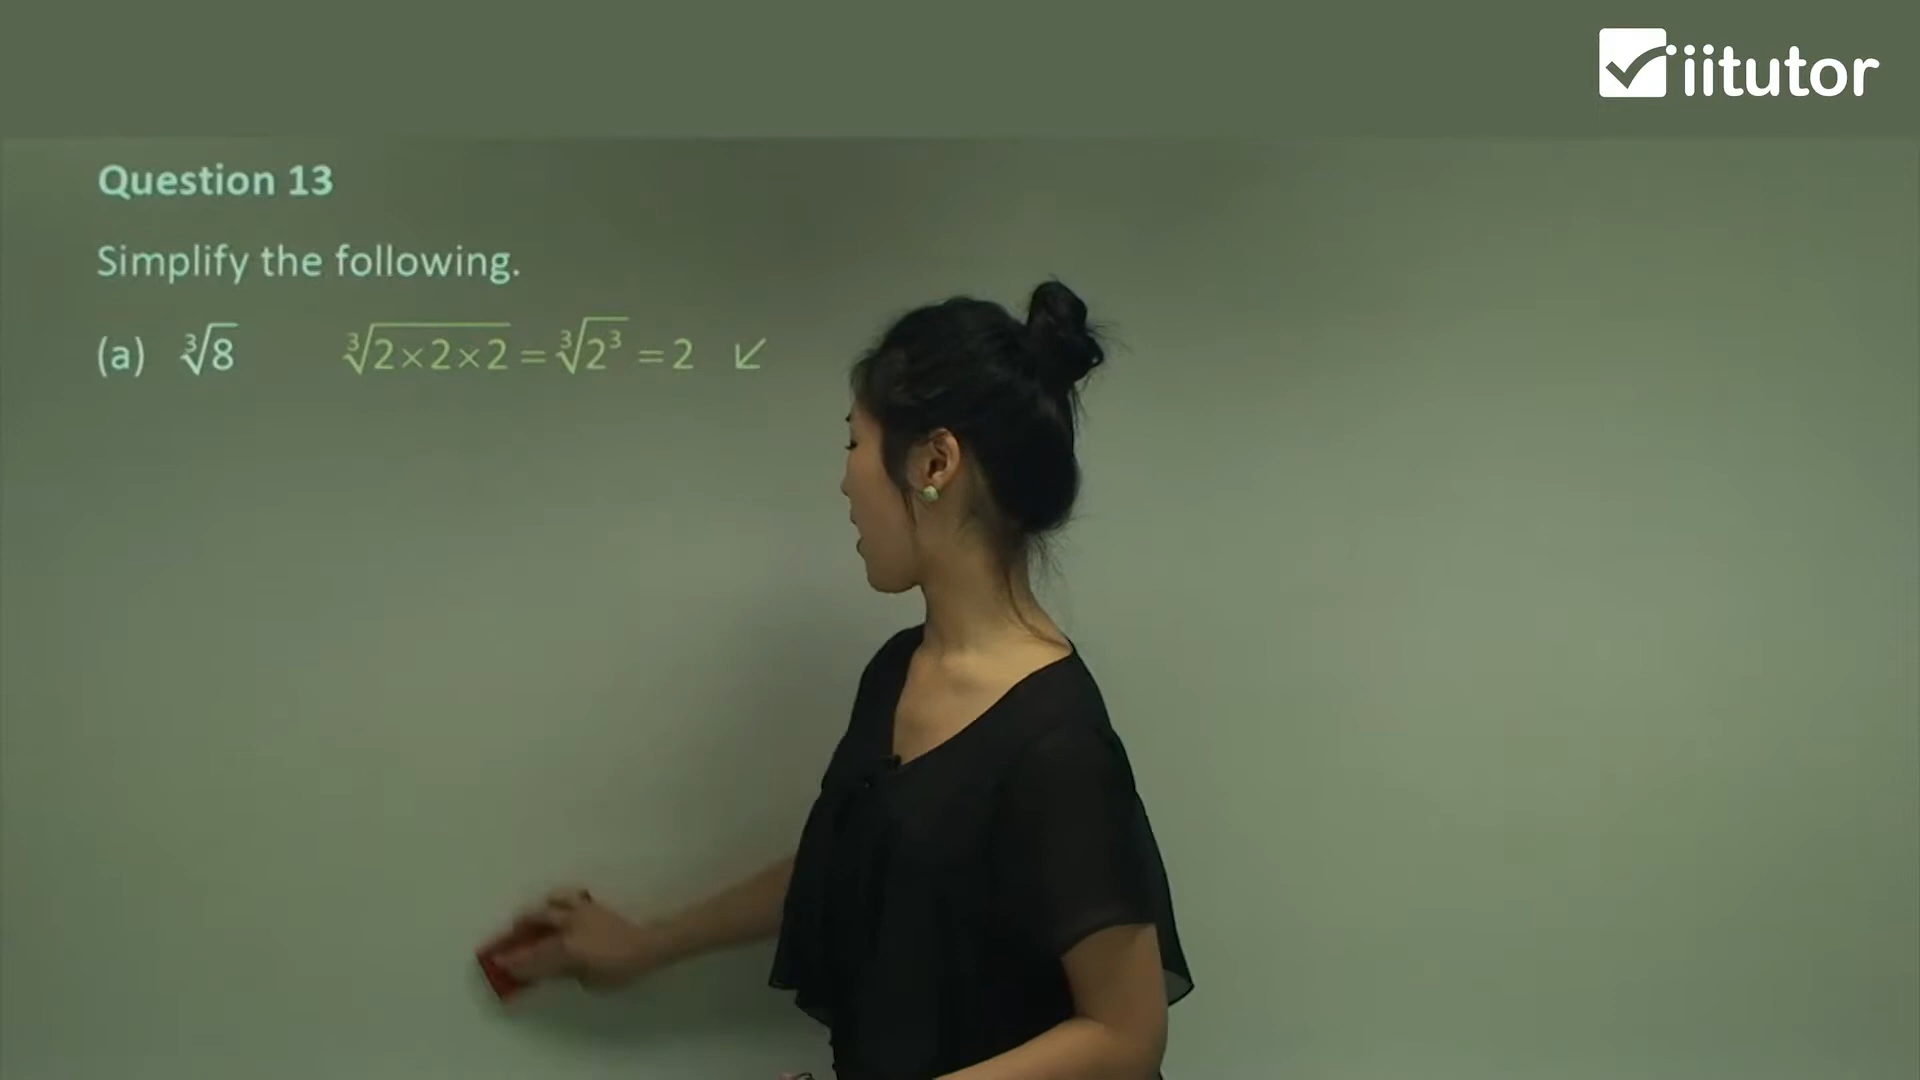 iitutor
Question 13
Simplify the following.
(a) ∛8 ∛(2×2×2) = ∛(2³) = 2 ↙